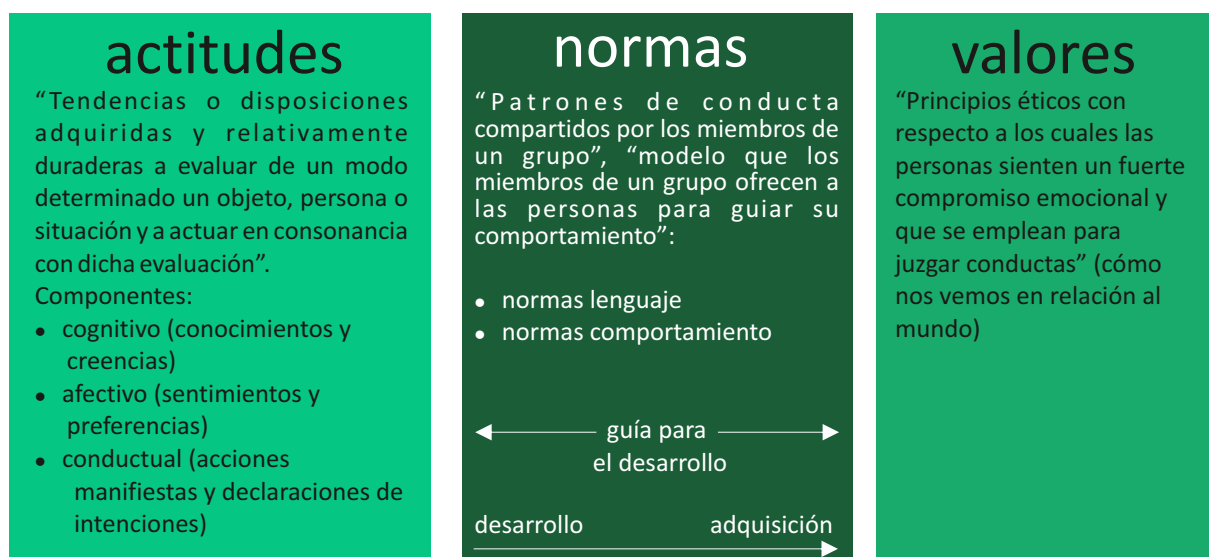 actitudes
“Tendencias o disposiciones
adquiridas y relativamente
duraderas a evaluar de un modo
determinado un objeto, persona o
situación y a actuar en consonancia
con dicha evaluación”.
Componentes:
• cognitivo (conocimientos y
creencias)
• afectivo (sentimientos y
preferencias)
• conductual (acciones
manifiestas y declaraciones de
intenciones)
normas
“Patrones de conducta
compartidos por los miembros de
un grupo”, “modelo que los
miembros de un grupo ofrecen a
las personas para guiar su
comportamiento”:
• normas lenguaje
• normas comportamiento
guía para
el desarrollo
desarrollo adquisición
valores
“Principios éticos con
respecto a los cuales las
personas sienten un fuerte
compromiso emocional y
que se emplean para
juzgar conductas” (cómo
nos vemos en relación al
mundo)